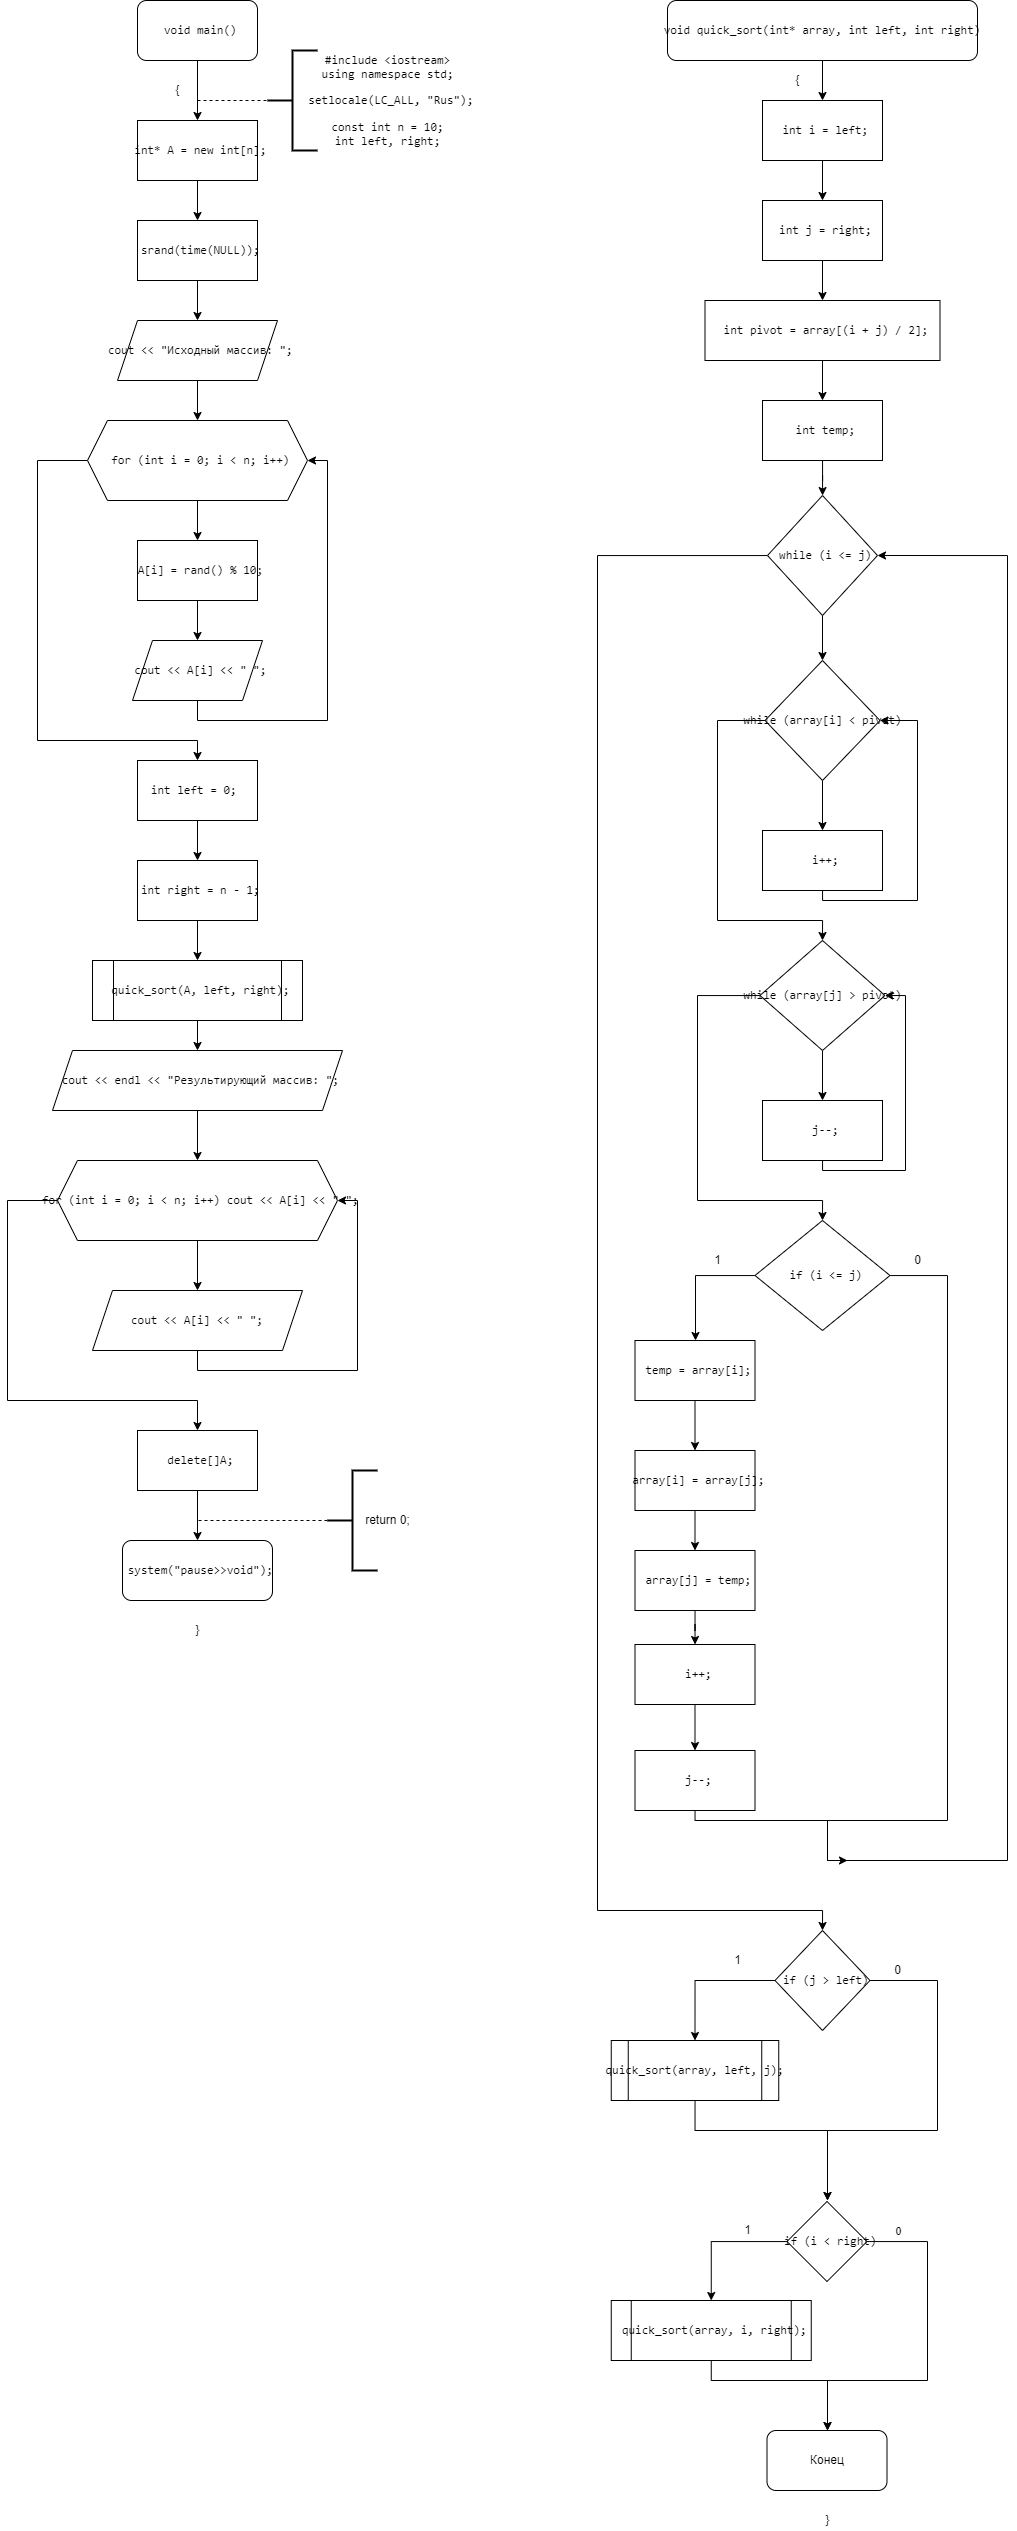 void main()
{
#include <iostream>
using namespace std;
setlocale(LC_ALL, "Rus");
const int n = 10;
int left, right;
int* A = new int[n];
srand(time(NULL));
cout << "Исходный массив: ";
for (int i = 0; i < n; i++)
A[i] = rand() % 10;
cout << A[i] << " ";
int left = 0;
int right = n - 1;
quick_sort(A, left, right);
cout << endl << "Результирующий массив: ";
for (int i = 0; i < n; i++) cout << A[i] << " ";
cout << A[i] << " ";
delete[]A;
return 0;
system("pause>>void");
}
void quick_sort(int* array, int left, int right)
{
int i = left;
int j = right;
int pivot = array[(i + j) / 2];
int temp;
while (i <= j)
while (array[i] < pivot)
i++;
while (array[j] > pivot)
j--;
if (i <= j)
1
0
temp = array[i];
array[i] = array[j];
array[j] = temp;
i++;
j--;
if (j > left)
1
0
quick_sort(array, left, j);
if (i < right)
1
0
quick_sort(array, i, right);
Конец
}